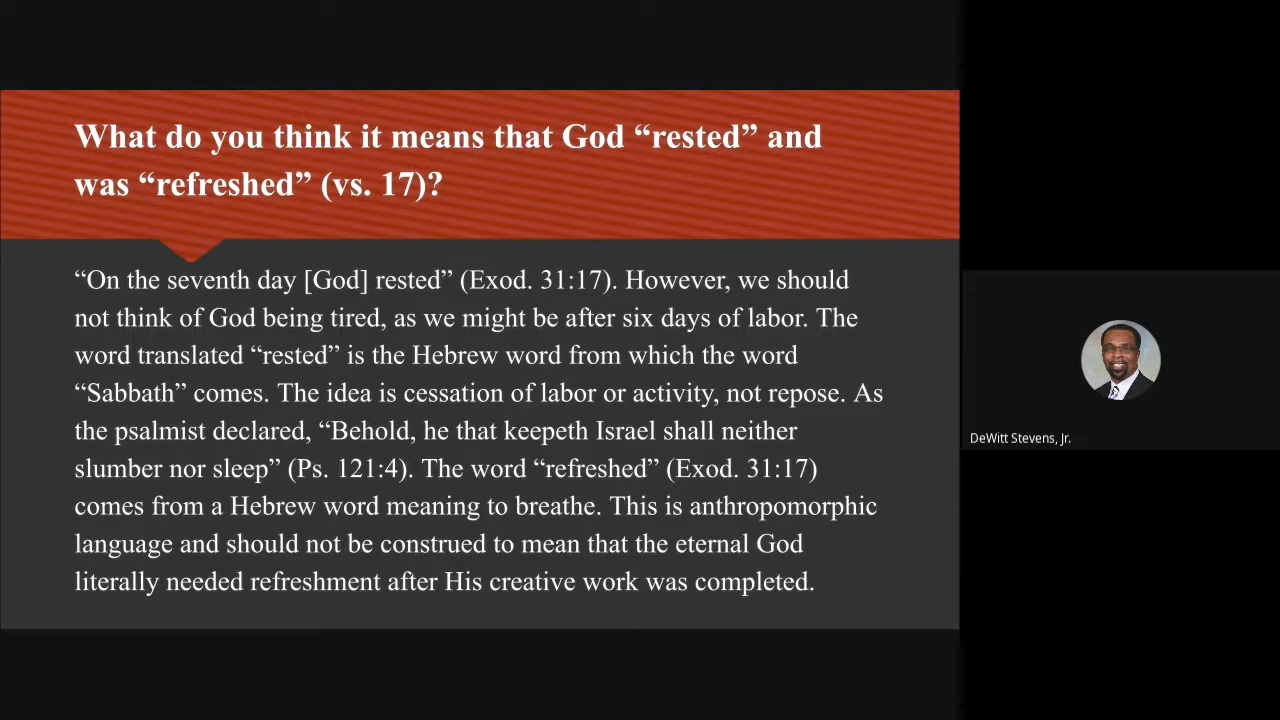 What do you think it means that God “rested” and
was “refreshed” (vs. 17)?
“On the seventh day [God] rested” (Exod. 31:17). However, we should
not think of God being tired, as we might be after six days of labor. The
word translated “rested” is the Hebrew word from which the word
“Sabbath” comes. The idea is cessation of labor or activity, not repose. As
the psalmist declared, “Behold, he that keepeth Israel shall neither
slumber nor sleep” (Ps. 121:4). The word “refreshed” (Exod. 31:17)
comes from a Hebrew word meaning to breathe. This is anthropomorphic
language and should not be construed to mean that the eternal God
literally needed refreshment after His creative work was completed.
DeWitt Stevens, Jr.